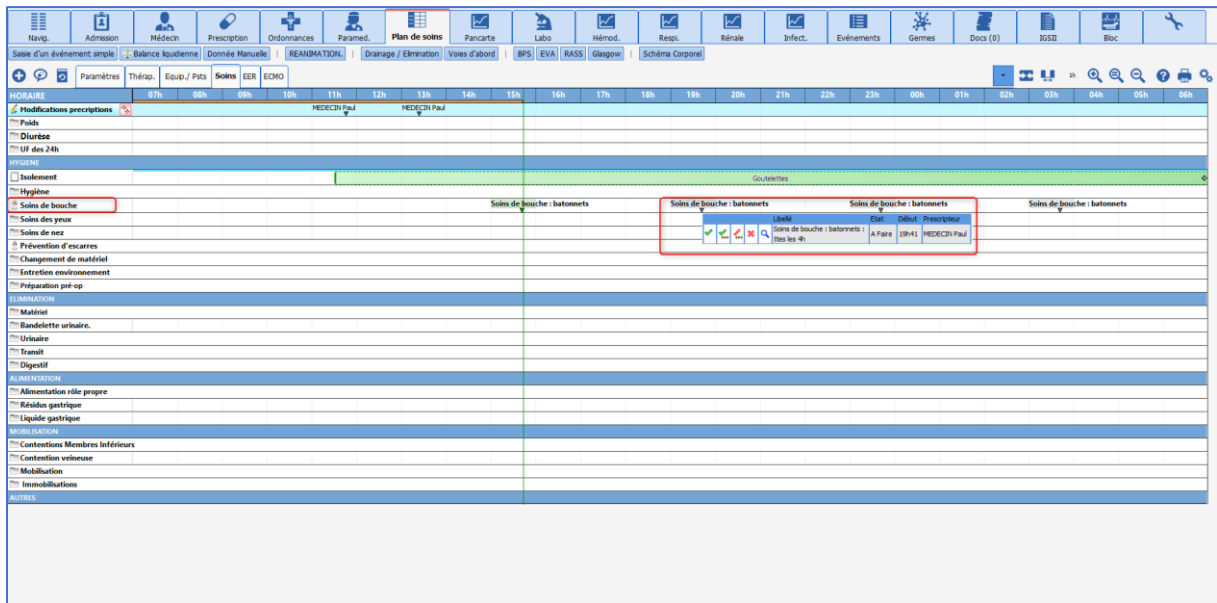 Navig. Admission Médecin Prescription Ordonnances Paramed. Plan de soins Pancarte Labo Hémod. Respi. Rénale Infect. Evénements Germes Docs (0) IGSII Bloc
Saisie d'un événement simple Balance liquidienne Donnée Manuelle | REANIMATION. | Drainage / Elimination Voies d'abord | BPS EVA RASS Glasgow | Schéma Corporel
Paramètres Thérap. Equip./ Psts Soins EER ECMO 1h
HORAIRE 07h 08h 09h 10h 11h 12h 13h 14h 15h 16h 17h 18h 19h 20h 21h 22h 23h 00h 01h 02h 03h 04h 05h 06h
Modifications precriptions MEDECIN Paul MEDECIN Paul
Poids
Diurèse
UF des 24h
HYGIENE
Isolement Goutelettes
Hygiène
Soins de bouche Soins de bouche : batonnets Soins de bouche : batonnets Soins de bouche : batonnets Soins de bouche : batonnets
Soins des yeux Libellé Etat Début Prescripteur
Soins de bouche : batonnets :
ttes les 4h A Faire 19h41 MEDECIN Paul
Soins de nez
Prévention d'escarres
Changement de matériel
Entretien environnement
Préparation pré-op
ELIMINATION
Matériel
Bandelette urinaire.
Urinaire
Transit
Digestif
ALIMENTATION
Alimentation rôle propre
Résidus gastrique
Liquide gastrique
MOBILISATION
Contentions Membres Inférieurs
Contention veineuse
Mobilisation
Immobilisations
AUTRES